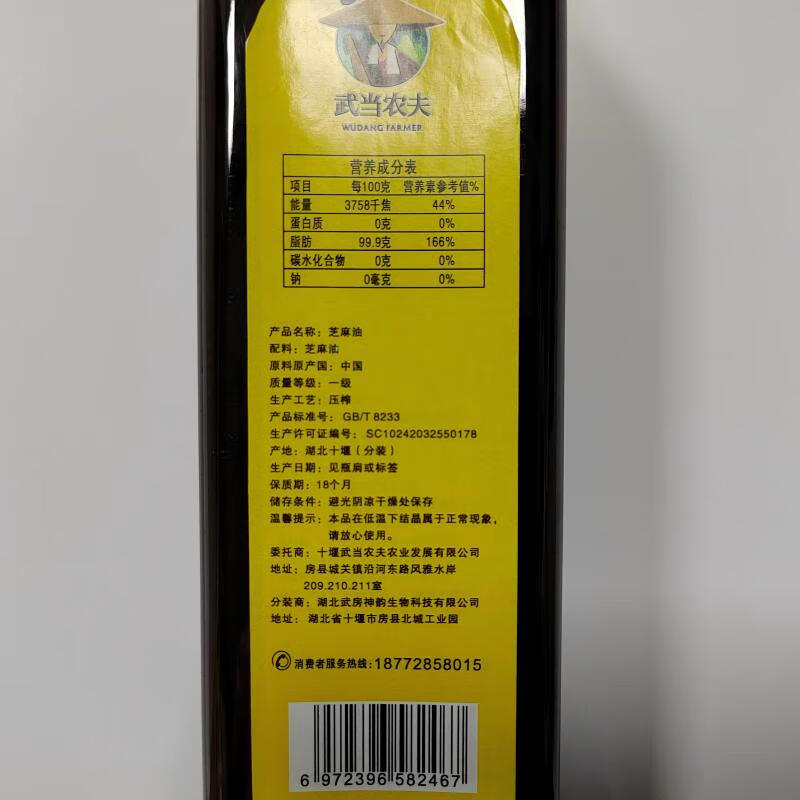 武当农夫
WUDANG FARMER
营养成分表
项目 每100克 营养素参考值%
能量 3758千焦 44%
蛋白质 0克 0%
脂肪 99.9克 166%
碳水化合物 0克 0%
钠 0毫克 0%
产品名称：芝麻油
配料：芝麻油
原料原产国：中国
质量等级：一级
生产工艺：压榨
产品标准号：GB/T 8233
生产许可证编号：SC10242032550178
产地：湖北十堰（分装）
生产日期：见瓶肩或标签
保质期：18个月
储存条件：避光阴凉干燥处保存
温馨提示：本品在低温下结晶属于正常现象，
请放心使用。
委托商：十堰武当农夫农业发展有限公司
地址：房县城关镇沿河东路风雅水岸
209.210.211室
分装商：湖北武房神韵生物科技有限公司
地址：湖北省十堰市房县北城工业园
消费者服务热线:18772858015
6 972396 582467